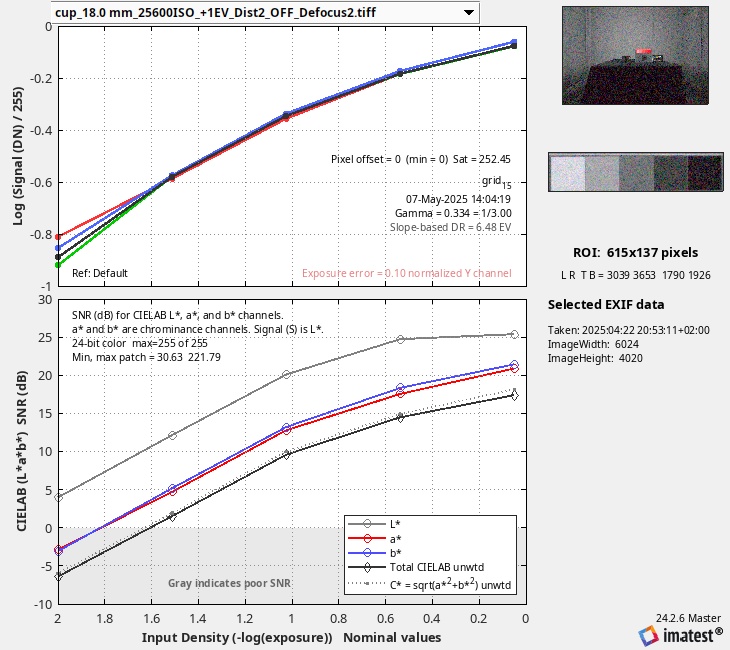 cup_18.0 mm_25600ISO_+1EV_Dist2_OFF_Defocus2.tiff
0
-0.2
-0.4
-0.6
-0.8
-1
Log (Signal (DN) / 255)
Pixel offset = 0 (min = 0) Sat = 252.45
grid_15
07-May-2025 14:04:19
Gamma = 0.334 = 1/3.00
Slope-based DR = 6.48 EV
Ref: Default
Exposure error = 0.10 normalized Y channel
30
25
20
15
10
5
0
-5
-10
CIELAB (L*a*b*) SNR (dB)
SNR (dB) for CIELAB L*, a*, and b* channels.
a* and b* are chrominance channels. Signal (S) is L*.
24-bit color max=255 of 255
Min, max patch = 30.63 221.79
L*
a*
b*
Total CIELAB unwtd
C* = sqrt(a*2+b*2) unwtd
Gray indicates poor SNR
2 1.8 1.6 1.4 1.2 1 0.8 0.6 0.4 0.2 0
Input Density (-log(exposure)) Nominal values
ROI: 615x137 pixels
L R T B = 3039 3653 1790 1926
Selected EXIF data
Taken: 2025:04:22 20:53:11+02:00
ImageWidth: 6024
ImageHeight: 4020
24.2.6 Master
imatest®